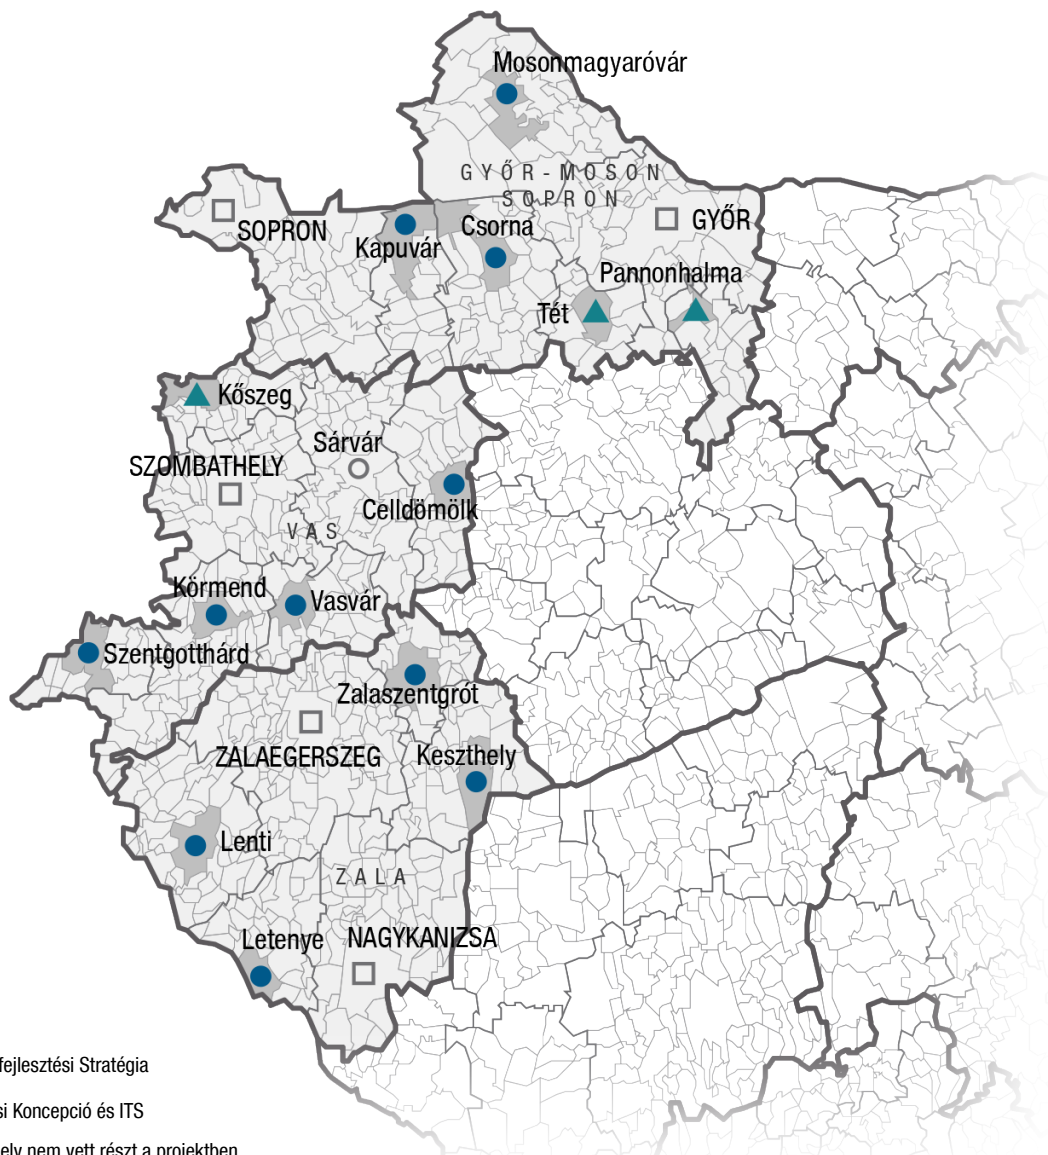 Mosonmagyaróvár
GYŐR-MOSON
SOPRON
SOPRON
Kapuvár
Csorna
GYŐR
Pannonhalma
Tét
Kőszeg
Sárvár
SZOMBATHELY
Celldömölk
VAS
Körmend
Vasvár
Szentgotthárd
Zalaszentgrót
ZALAEGERSZEG
Keszthely
Lenti
ZALA
Letenye
NAGYKANIZSA
fejlesztési Stratégia
si Koncepció és ITS
ely nem vett részt a projektben